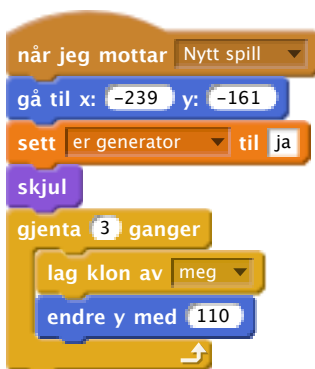 når jeg mottar Nytt spill
gå til x: -239 y: -161
sett er generator til ja
skjul
gjenta 3 ganger
lag klon av meg
endre y med 110